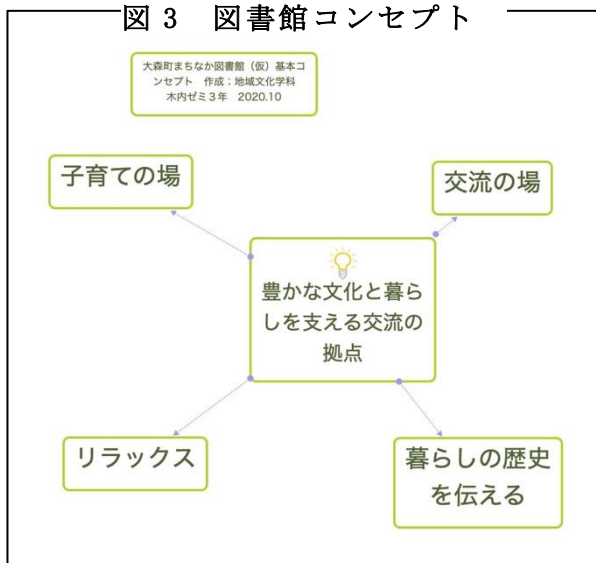 図3 図書館コンセプト
大森町まちなか図書館（仮）基本コ
ンセプト 作成；地域文化学科
木内ゼミ3年 2020.10
子育ての場
交流の場
豊かな文化と暮ら
しを支える交流の
拠点
リラックス
暮らしの歴史
を伝える